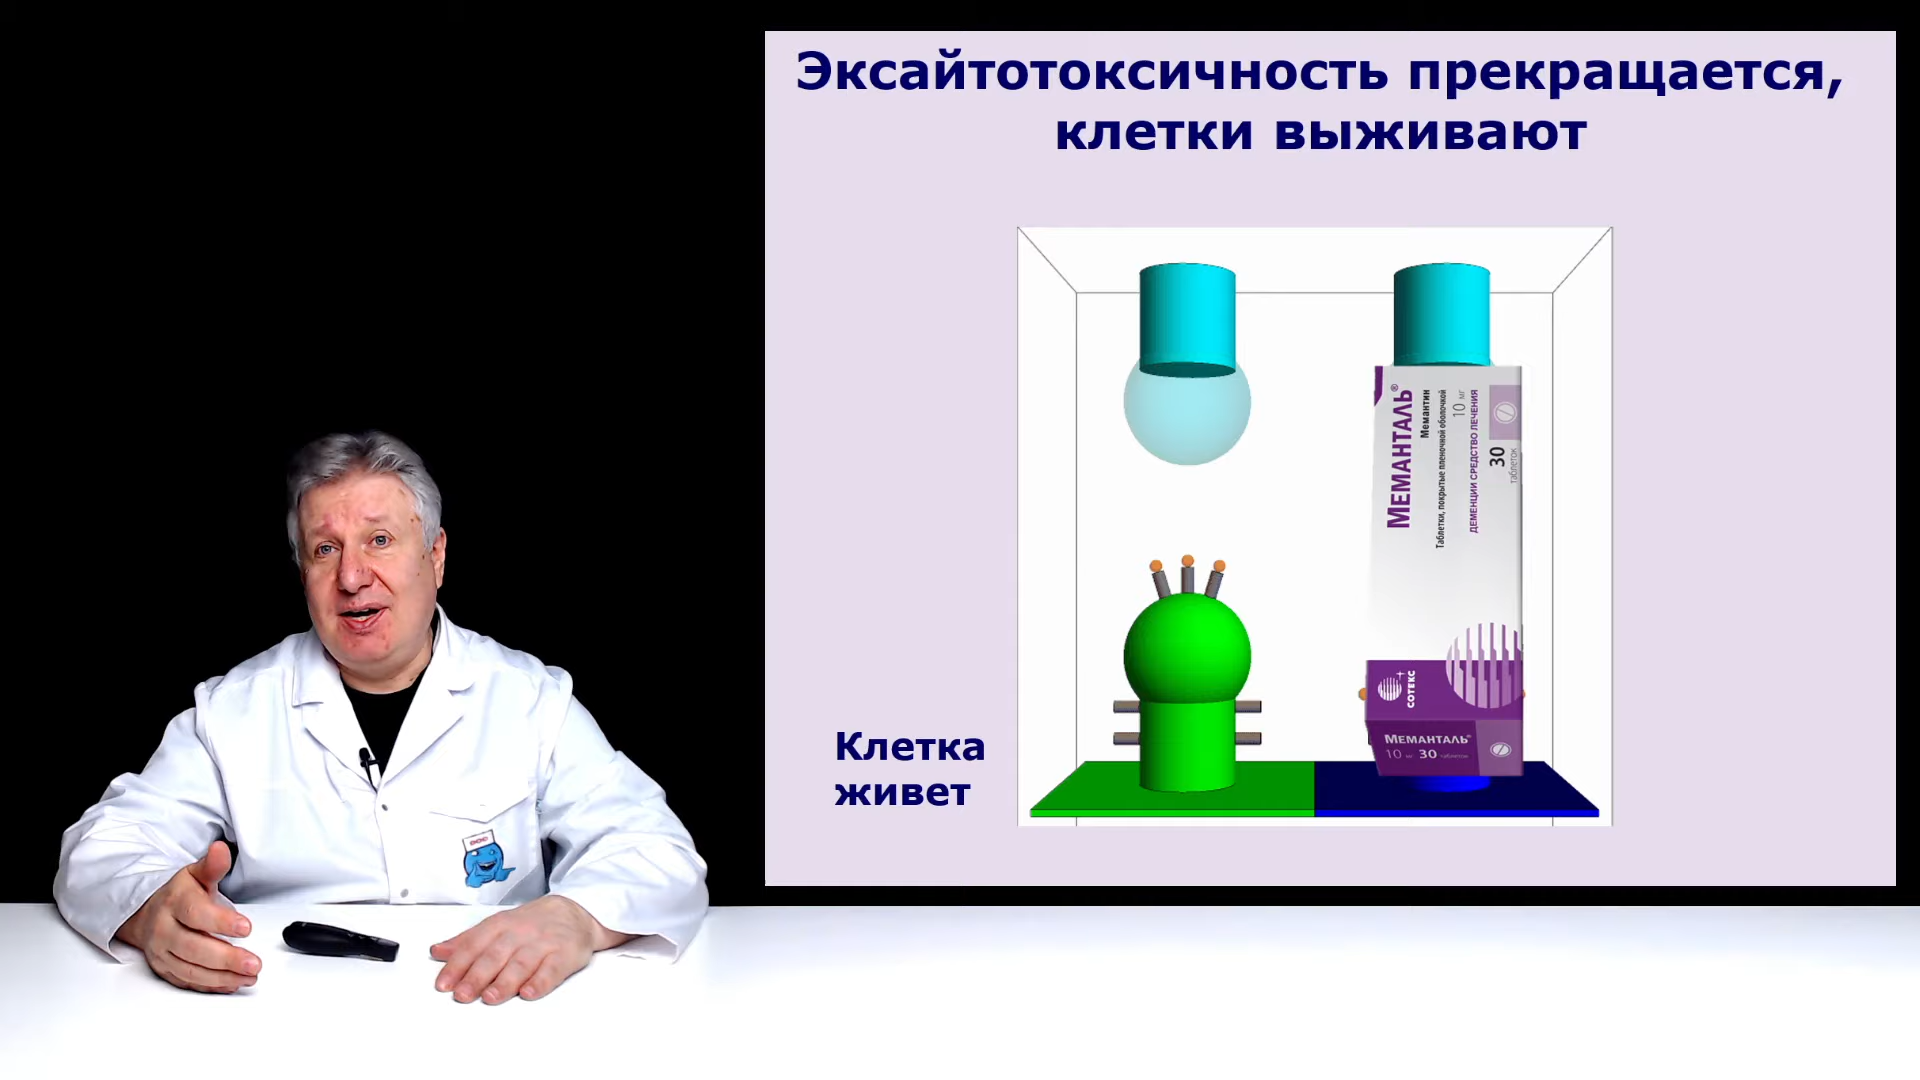 Эксайтотоксичность прекращается,
клетки выживают
МЕМАНТАЛЬ®
Мемантин
Таблетки, покрытые пленочной оболочкой
10 мг
ДЕМЕНЦИИ СРЕДСТВО ЛЕЧЕНИЯ
30
таблеток
СОТЕКС
МЕМАНТАЛЬ®
10 мг 30 таблеток
Клетка
живет